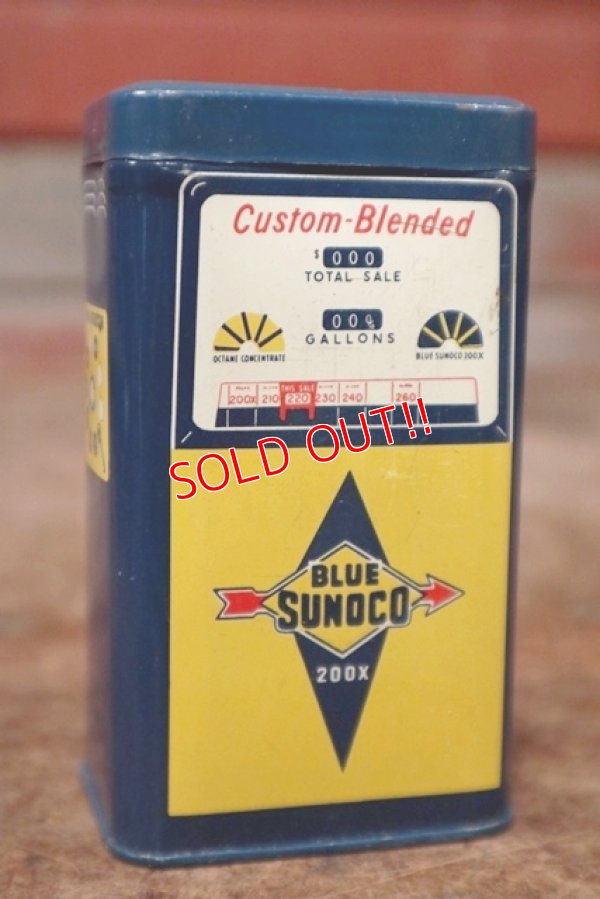 Custom-Blended
$ 000
TOTAL SALE
00
GALLONS
OCTANE CONCENTRATE
BLUE SUNOCO 200X
THIS SALE
200X 210 220 230 240 260
SOLD OUT!!
BLUE
SUNOCO
200X